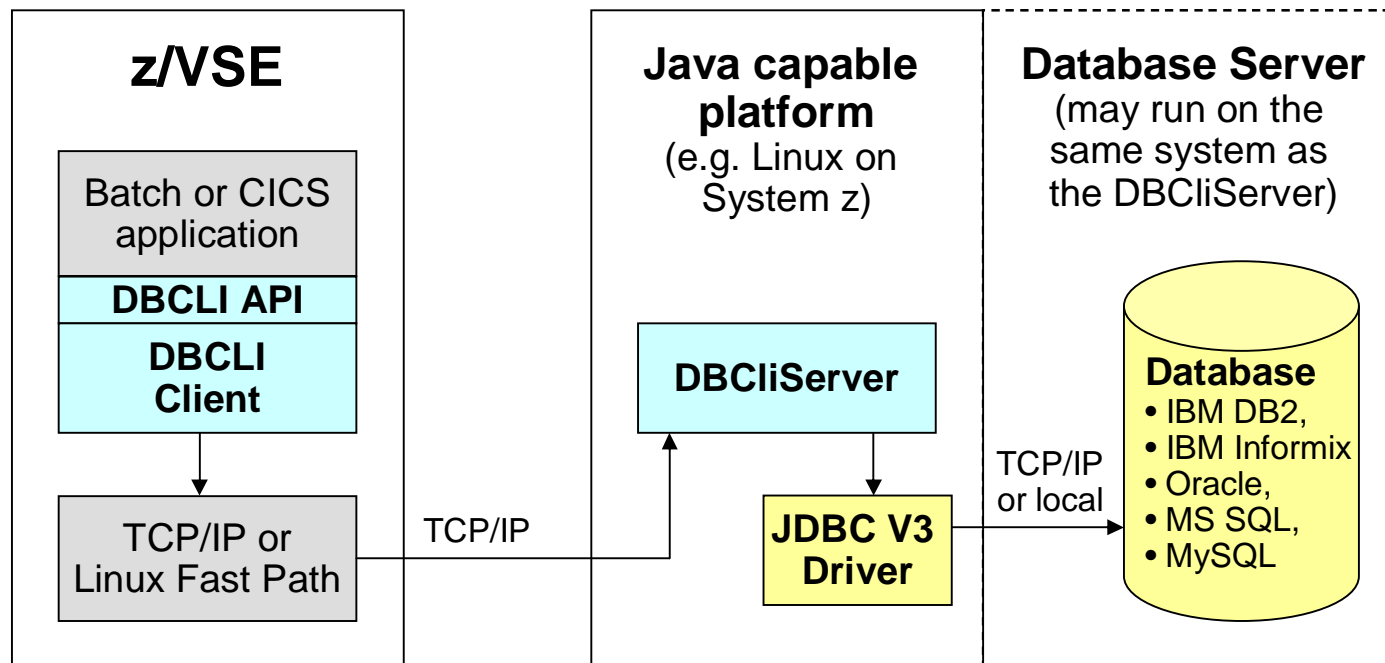 z/VSE
Batch or CICS
application
DBCLI API
DBCLI
Client
TCP/IP or
Linux Fast Path
TCP/IP
Java capable
platform
(e.g. Linux on
System z)
DBCliServer
JDBC V3
Driver
TCP/IP
or local
Database Server
(may run on the
same system as
the DBCliServer)
Database
• IBM DB2,
• IBM Informix
• Oracle,
• MS SQL,
• MySQL